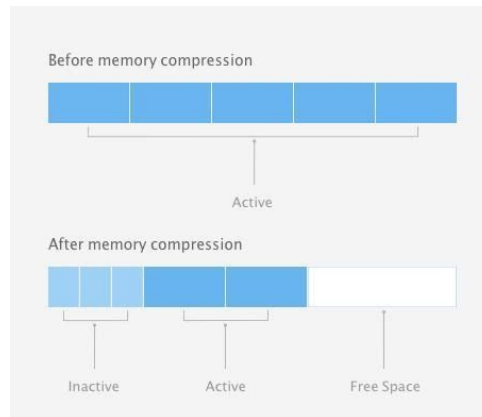 Before memory compression
Active
After memory compression
Inactive Active Free Space